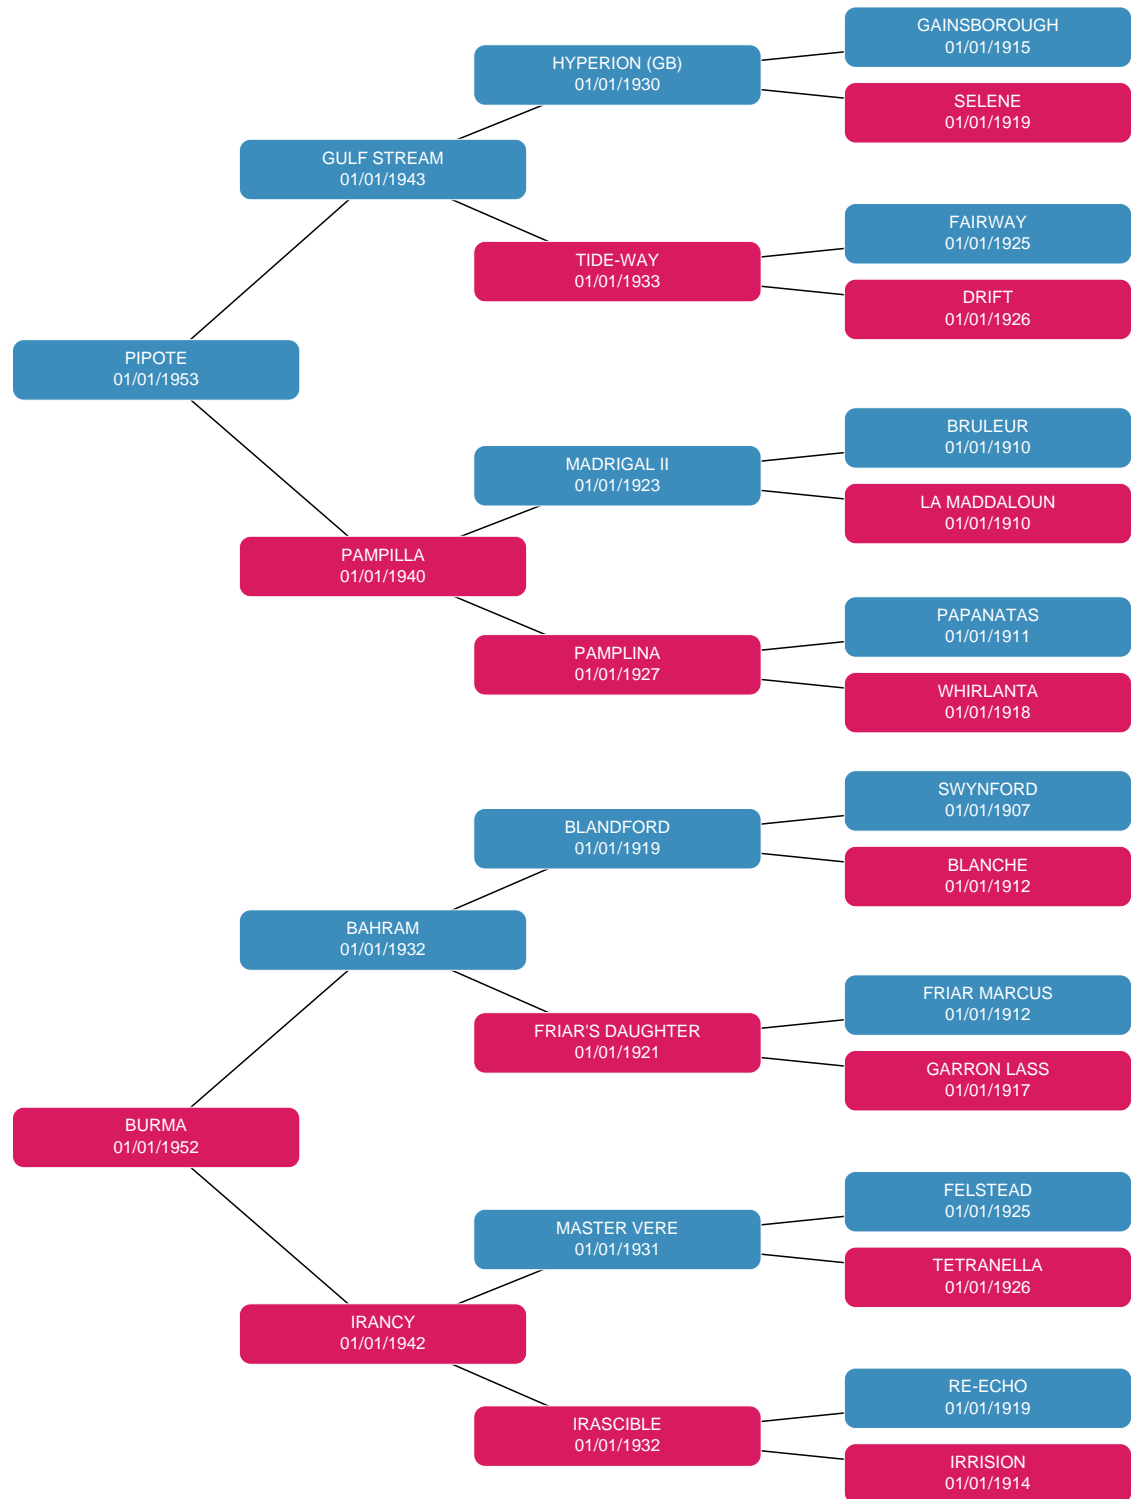 GAINSBOROUGH
01/01/1915
HYPERION (GB)
01/01/1930
SELENE
01/01/1919
GULF STREAM
01/01/1943
FAIRWAY
01/01/1925
TIDE-WAY
01/01/1933
DRIFT
01/01/1926
PIPOTE
01/01/1953
BRULEUR
01/01/1910
MADRIGAL II
01/01/1923
LA MADDALOUN
01/01/1910
PAMPILLA
01/01/1940
PAPANATAS
01/01/1911
PAMPLINA
01/01/1927
WHIRLANTA
01/01/1918
SWYNFORD
01/01/1907
BLANDFORD
01/01/1919
BLANCHE
01/01/1912
BAHRAM
01/01/1932
FRIAR MARCUS
01/01/1912
FRIAR'S DAUGHTER
01/01/1921
GARRON LASS
01/01/1917
BURMA
01/01/1952
FELSTEAD
01/01/1925
MASTER VERE
01/01/1931
TETRANELLA
01/01/1926
IRANCY
01/01/1942
RE-ECHO
01/01/1919
IRASCIBLE
01/01/1932
IRRISION
01/01/1914